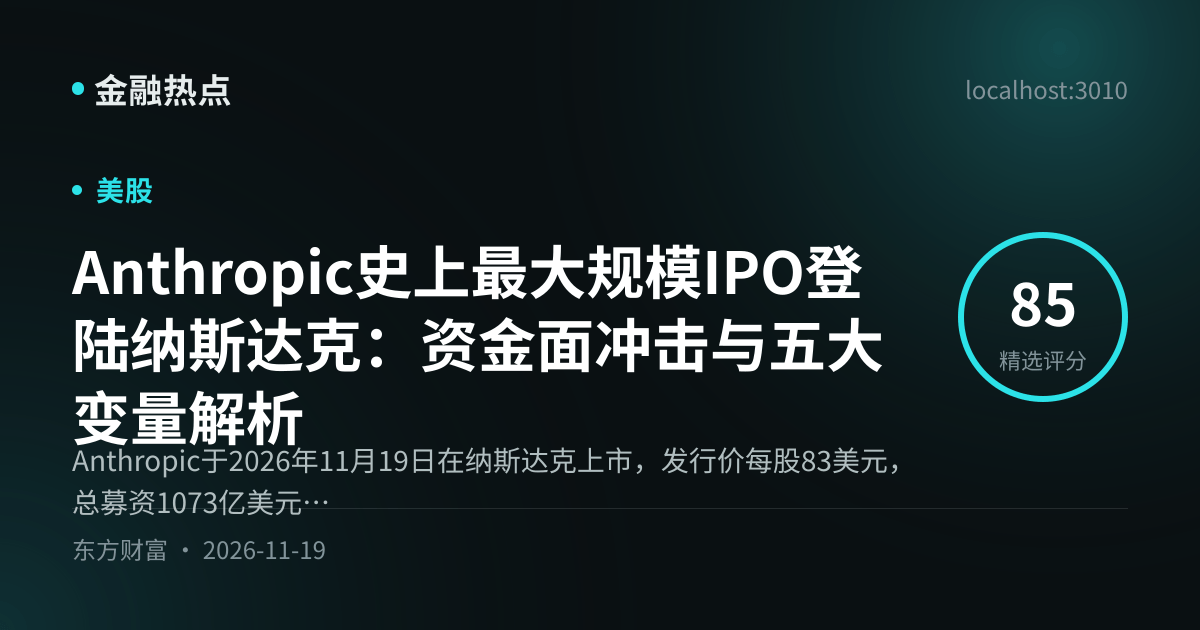 金融热点
localhost:3010
美股
Anthropic史上最大规模IPO登
陆纳斯达克：资金面冲击与五大
变量解析
85
精选评分
Anthropic于2026年11月19日在纳斯达克上市，发行价每股83美元，
总募资1073亿美元…
东方财富 · 2026-11-19